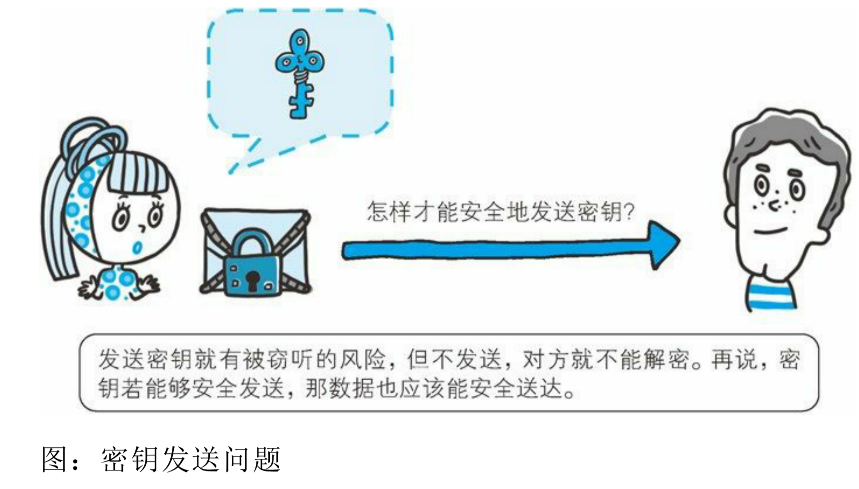 怎样才能安全地发送密钥?
发送密钥就有被窃听的风险，但不发送，对方就不能解密。再说，密
钥若能够安全发送，那数据也应该能安全送达。
图：密钥发送问题